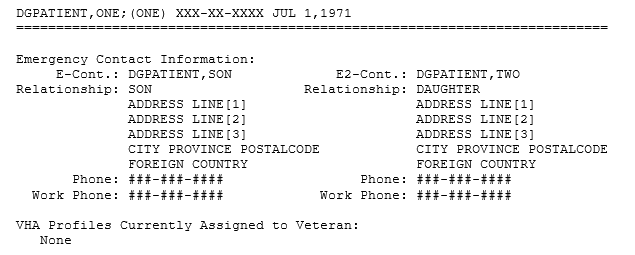 DGPATIENT,ONE;(ONE) XXX-XX-XXXX JUL 1,1971
==========================================================================
Emergency Contact Information:
E-Cont.: DGPATIENT,SON E2-Cont.: DGPATIENT,TWO
Relationship: SON Relationship: DAUGHTER
ADDRESS LINE[1] ADDRESS LINE[1]
ADDRESS LINE[2] ADDRESS LINE[2]
ADDRESS LINE[3] ADDRESS LINE[3]
CITY PROVINCE POSTALCODE CITY PROVINCE POSTALCODE
FOREIGN COUNTRY FOREIGN COUNTRY
Phone: ###-###-#### Phone: ###-###-####
Work Phone: ###-###-#### Work Phone: ###-###-####
VHA Profiles Currently Assigned to Veteran:
None